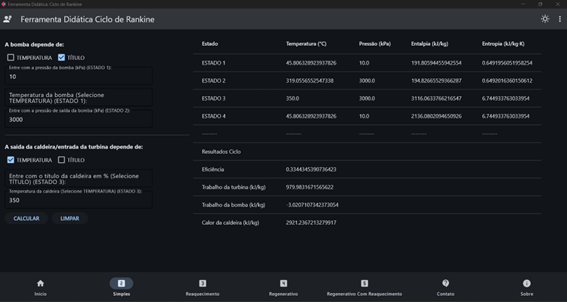 Ferramenta Didática Ciclo de Rankine
Ferramenta Didática Ciclo de Rankine
A bomba depende de:
TEMPERATURA TÍTULO
Entre com a pressão da bomba (kPa) (ESTADO 1):
10
Temperatura da bomba (Selecione
TEMPERATURA) (ESTADO 1):
Entre com pressão de saída da bomba (kPa) (ESTADO 2):
3000
A saída da caldeira/entrada da turbina depende de:
TEMPERATURA TÍTULO
Entre com o título da caldeira em % (Selecione
TÍTULO) (ESTADO 3):
Temperatura da caldeira (Selecione TEMPERATURA) (ESTADO 3):
350
CALCULAR LIMPAR
Estado Temperatura (°C) Pressão (kPa) Entalpia (kJ/kg) Entropia (kJ/kg·K)
ESTADO 1 45.806328923937826 10.0 191.80594455942554 0.6491956051958254
ESTADO 2 319.0556552547338 3000.0 194.82665529366287 0.6492016360150612
ESTADO 3 350.0 3000.0 3116.0633766216547 6.744933763033954
ESTADO 4 45.806328923937826 10.0 2136.0802094650926 6.744933763033954
Resultados Ciclo
Eficiência 0.3344345390736423
Trabalho da turbina (kJ/kg) 979.9831671565622
Trabalho da bomba (kJ/kg) -3.0207107342373054
Calor da caldeira (kJ/kg) 2921.2367213279917
Início Simples Reaquecimento Regenerativo Regenerativo Com Reaquecimento Contato Sobre